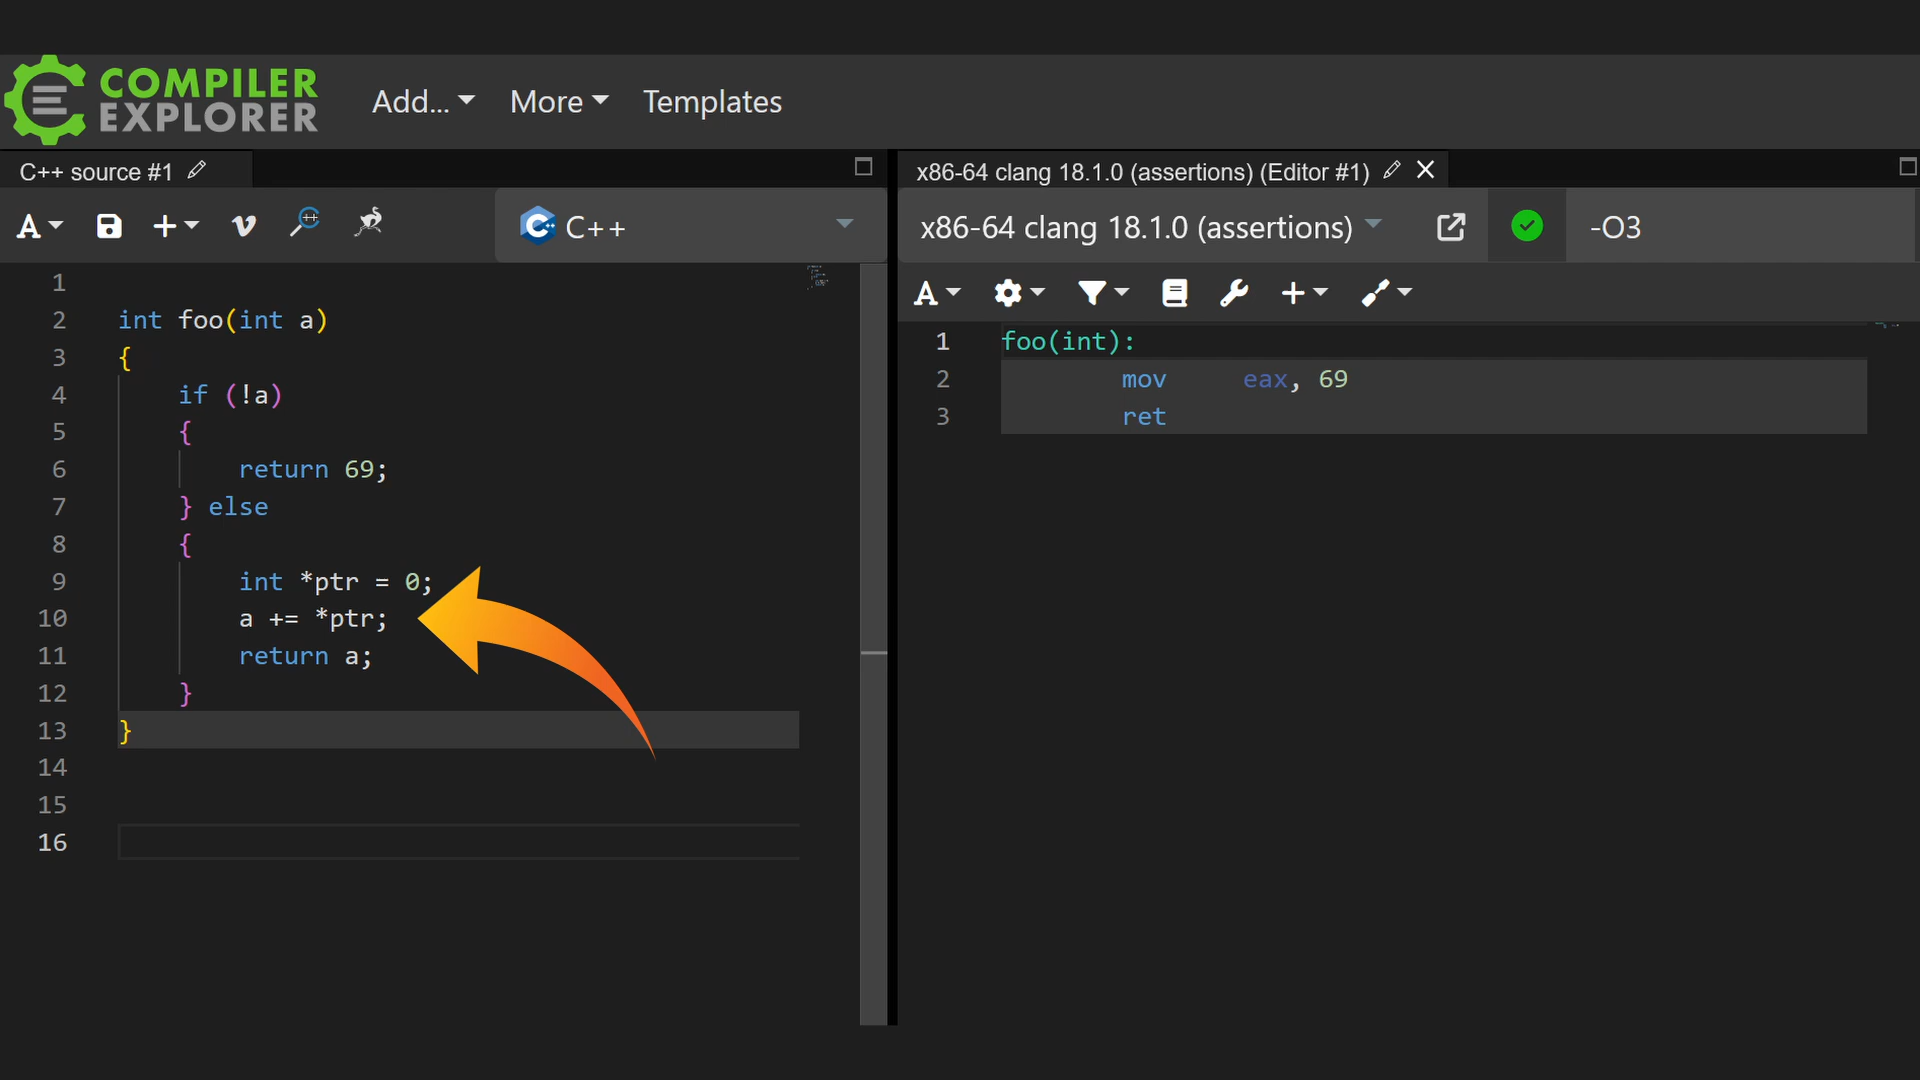 COMPILER
EXPLORER
Add... More Templates
C++ source #1
A + v
C++
1
2 int foo(int a)
3 {
4 if (!a)
5 {
6 return 69;
7 } else
8 {
9 int *ptr = 0;
10 a += *ptr;
11 return a;
12 }
13 }
14
15
16
x86-64 clang 18.1.0 (assertions) (Editor #1)
x86-64 clang 18.1.0 (assertions) -O3
A +
1 foo(int):
2 mov eax, 69
3 ret